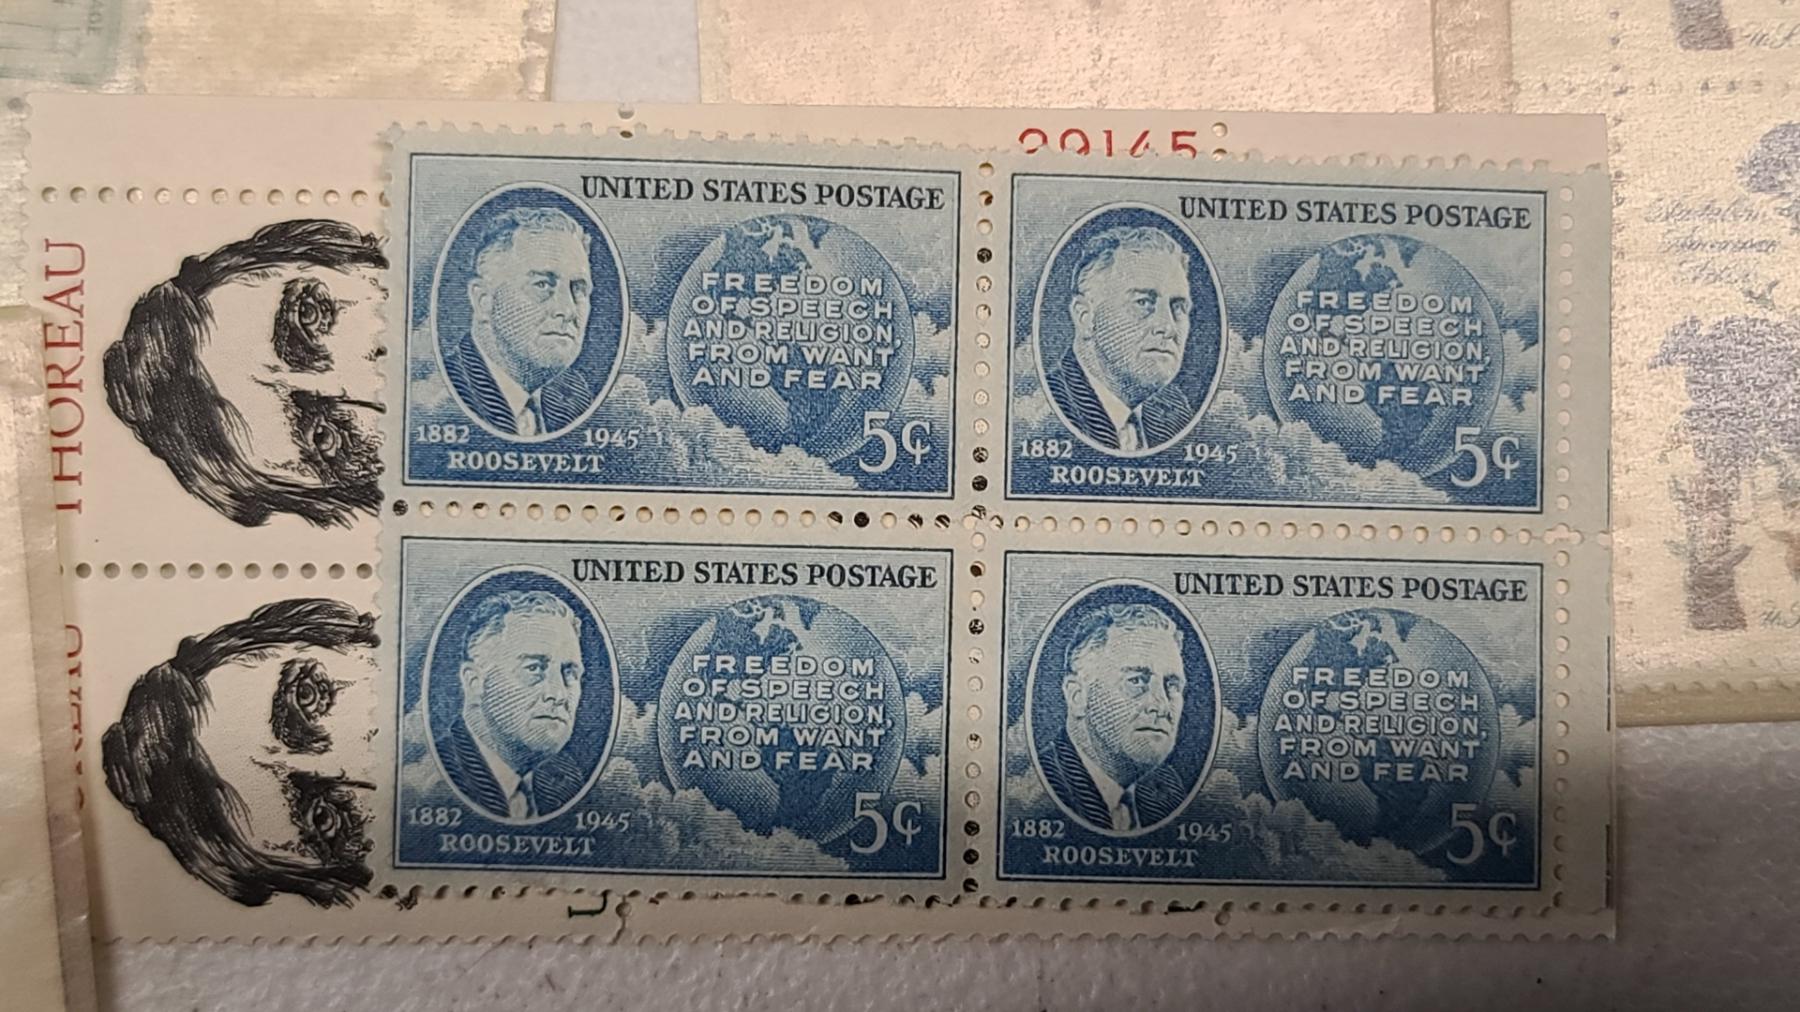 29145
THOREAU
UNITED STATES POSTAGE
FREEDOM
OF SPEECH
AND RELIGION,
FROM WANT
AND FEAR
1882
1945
ROOSEVELT
5¢
UNITED STATES POSTAGE
FREEDOM
OF SPEECH
AND RELIGION,
FROM WANT
AND FEAR
1882
1945
ROOSEVELT
5¢
UNITED STATES POSTAGE
FREEDOM
OF SPEECH
AND RELIGION,
FROM WANT
AND FEAR
1882
1945
ROOSEVELT
5¢
UNITED STATES POSTAGE
FREEDOM
OF SPEECH
AND RELIGION,
FROM WANT
AND FEAR
1882
1945
ROOSEVELT
5¢